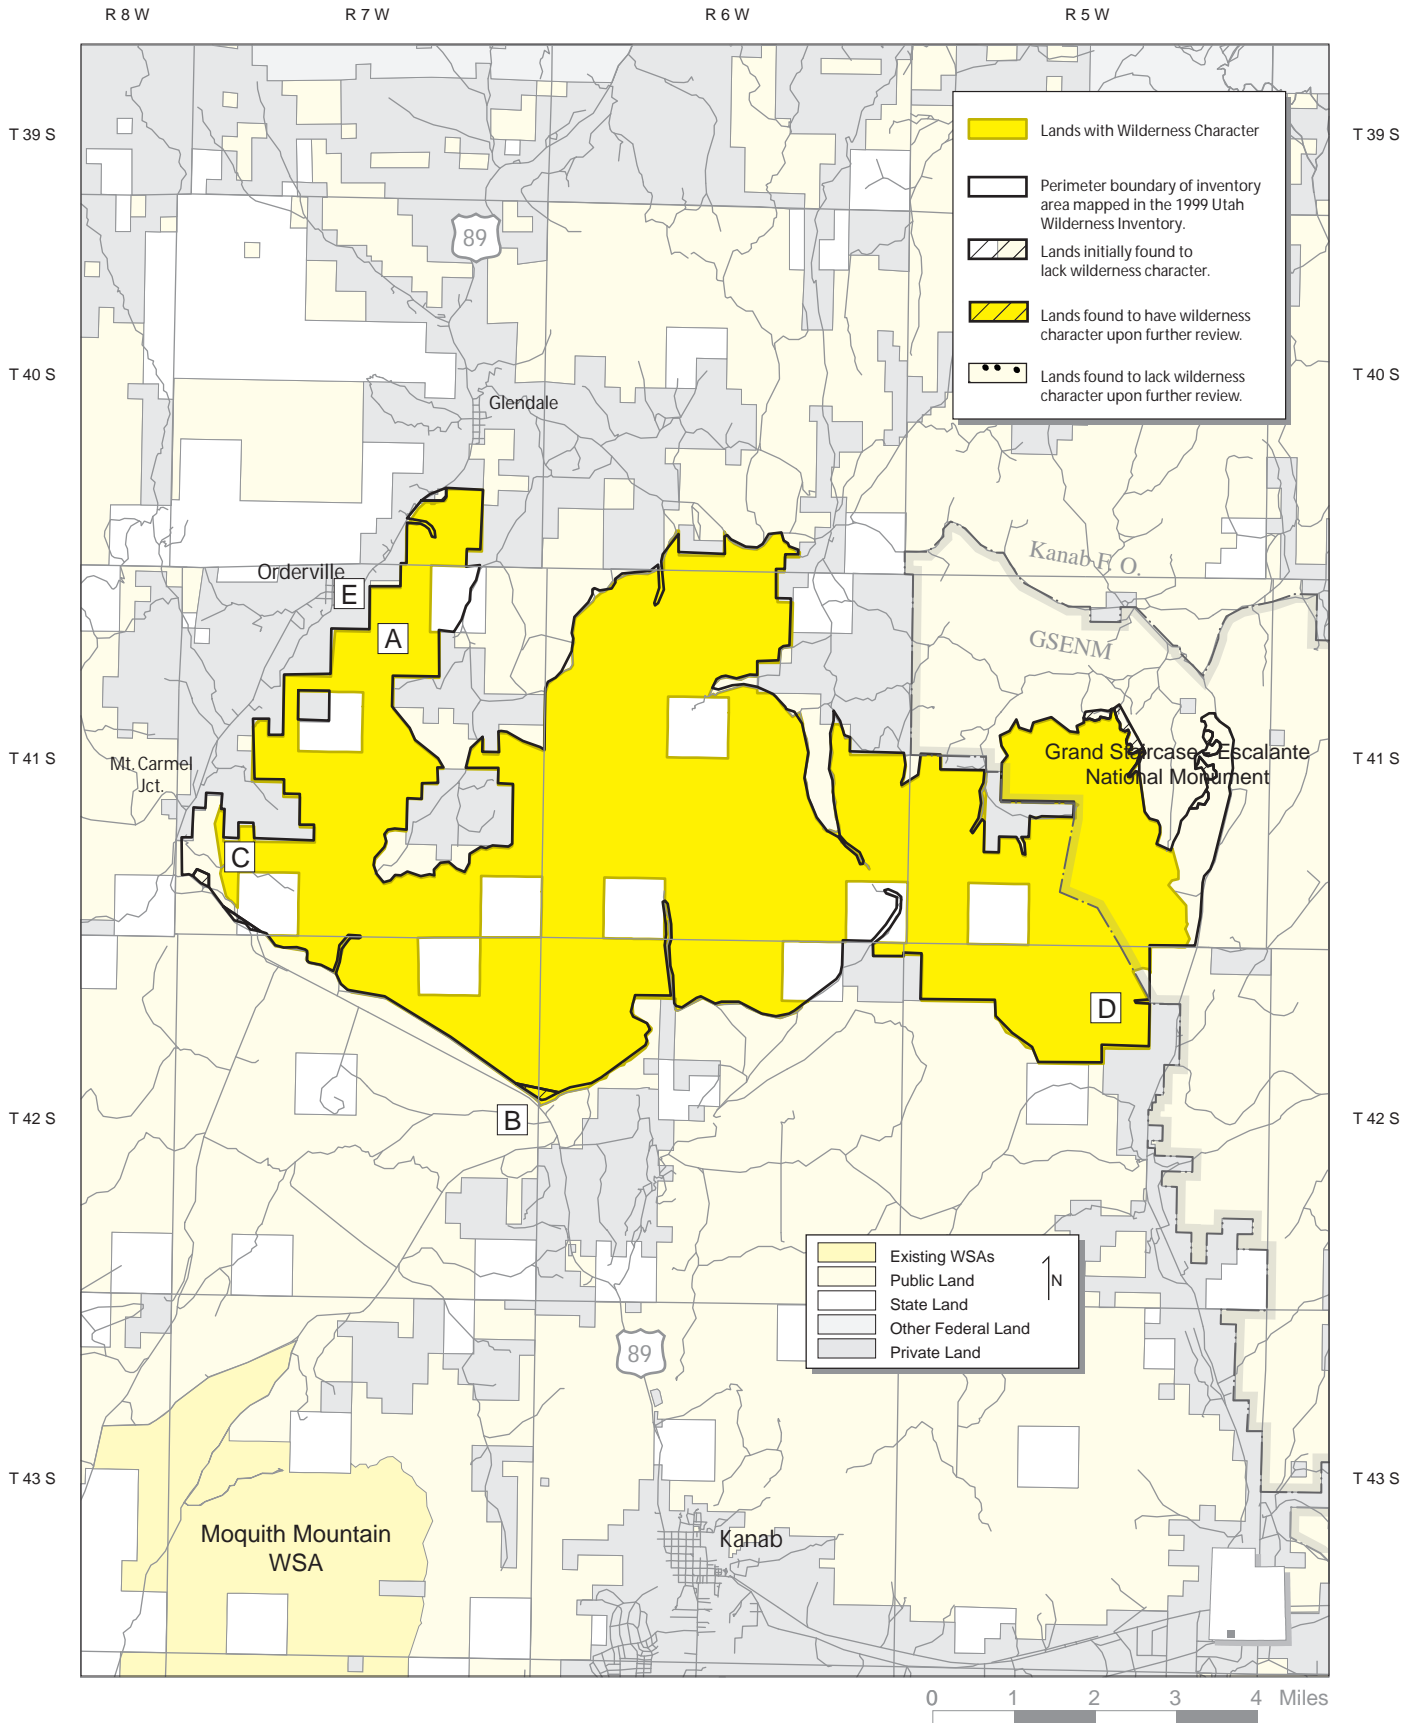 R 8 W
R 7 W
R 6 W
R 5 W
T 39 S
T 39 S
Lands with Wilderness Character
Perimeter boundary of inventory
area mapped in the 1999 Utah
Wilderness Inventory.
Lands initially found to
lack wilderness character.
Lands found to have wilderness
character upon further review.
Lands found to lack wilderness
character upon further review.
89
T 40 S
T 40 S
Glendale
Kanab F. O.
Orderville
E
A
GSENM
Grand Staircase - Escalante
National Monument
T 41 S
T 41 S
Mt. Carmel
Jct.
C
D
B
T 42 S
T 42 S
Existing WSAs
Public Land
State Land
Other Federal Land
Private Land
N
89
T 43 S
T 43 S
Moquith Mountain
WSA
Kanab
0 1 2 3 4 Miles